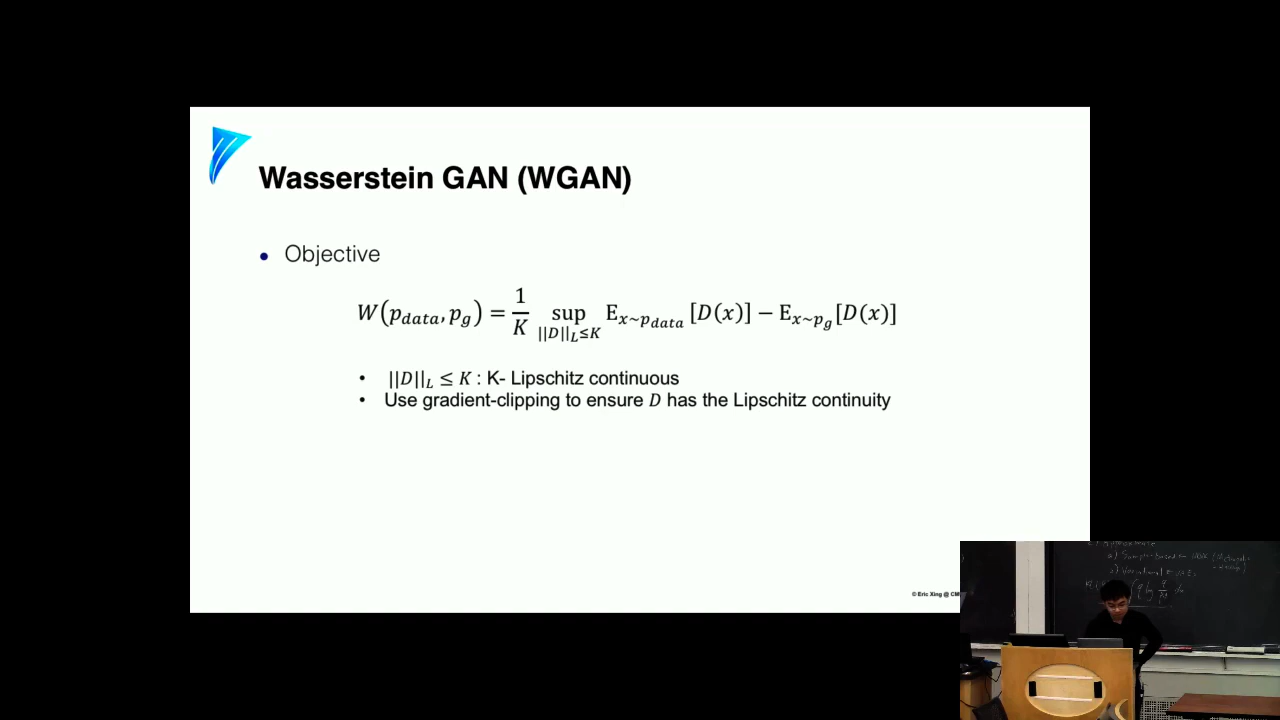 Wasserstein GAN (WGAN)
• Objective
W(p_data, p_g) = 1/K sup_{||D||_L ≤ K} E_{x~p_data}[D(x)] − E_{x~p_g}[D(x)]
• ||D||_L ≤ K : K- Lipschitz continuous
• Use gradient-clipping to ensure D has the Lipschitz continuity
© Eric Xing @ CM